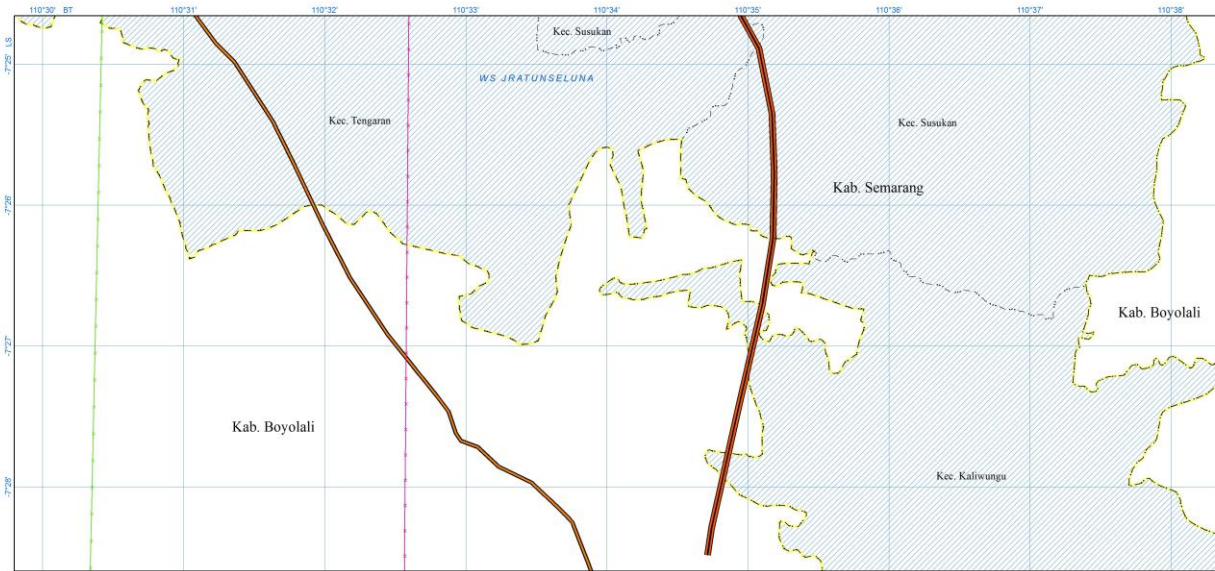 110°30' BT 110°31' 110°32' 110°33' 110°34' 110°35' 110°36' 110°37' 110°38'
Kec. Susukan
LS
-7°25'
WS JRATUNSELUNA
Kec. Tengaran
Kec. Susukan
Kab. Semarang
-7°26'
Kab. Boyolali
-7°27'
Kab. Boyolali
Kec. Kaliwungu
-7°28'